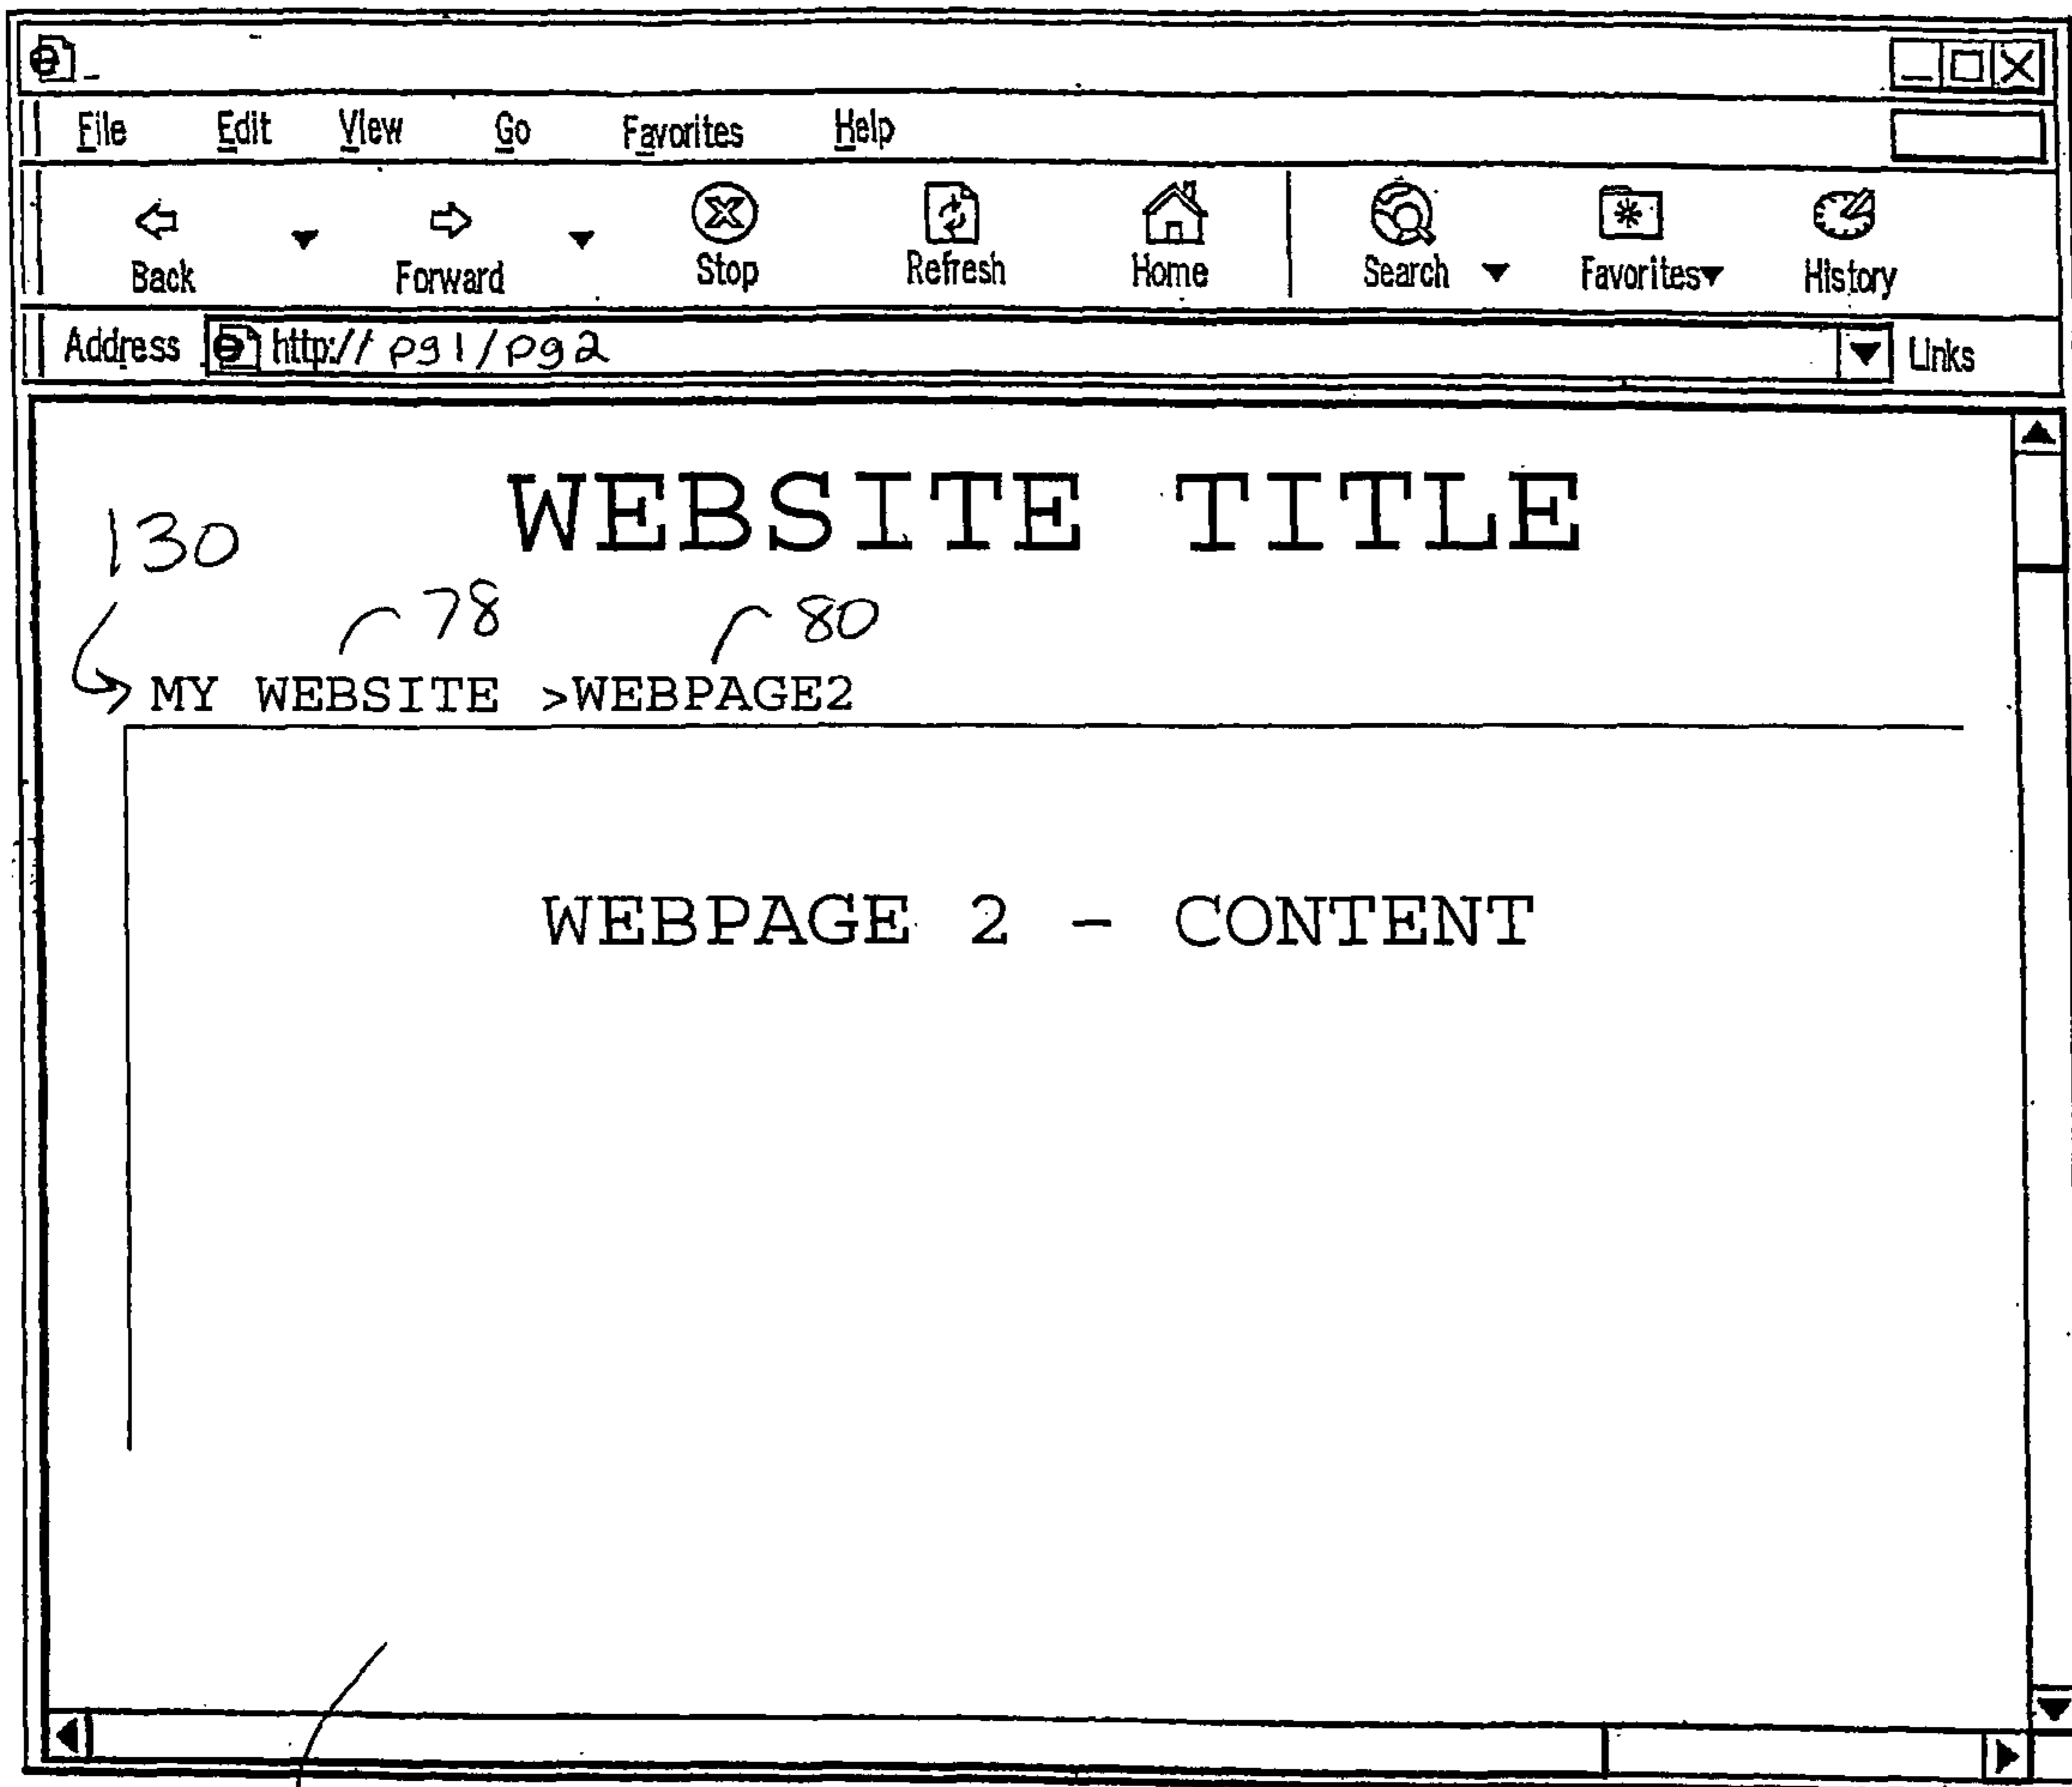 File Edit View Go Favorites Help
Back Forward Stop Refresh Home Search Favorites History
Address http:// pg1/pg2 Links
WEBSITE TITLE
130
78 80
MY WEBSITE >WEBPAGE2
WEBPAGE 2 - CONTENT